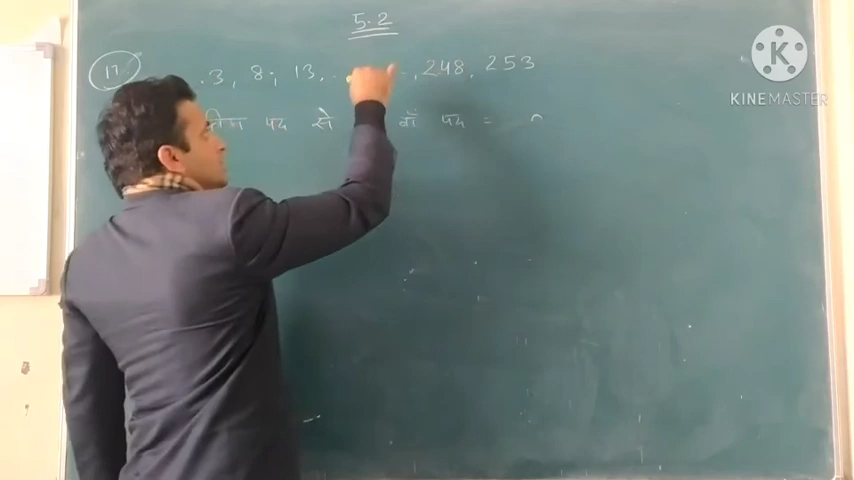 5.2
17 3, 8, 13, . . , 248, 253
पद से वाँ पद =
KINEMASTER